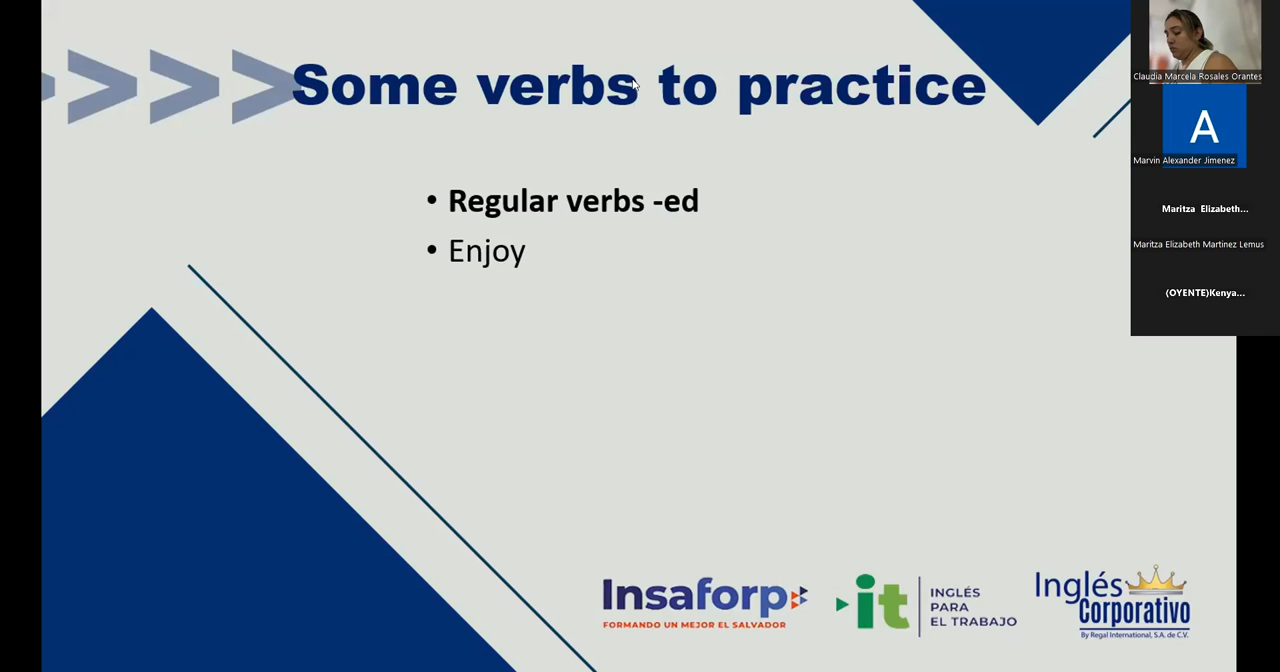 Some verbs to practice
• Regular verbs -ed
• Enjoy
Insaforp
FORMANDO UN MEJOR EL SALVADOR
it
INGLÉS
PARA
EL TRABAJO
Inglés
Corporativo
By Regal International, S.A. de C.V.
Claudia Marcela Rosales Orantes
A
Marvin Alexander Jimenez
Maritza Elizabeth...
Maritza Elizabeth Martinez Lemus
(OYENTE)Kenya...